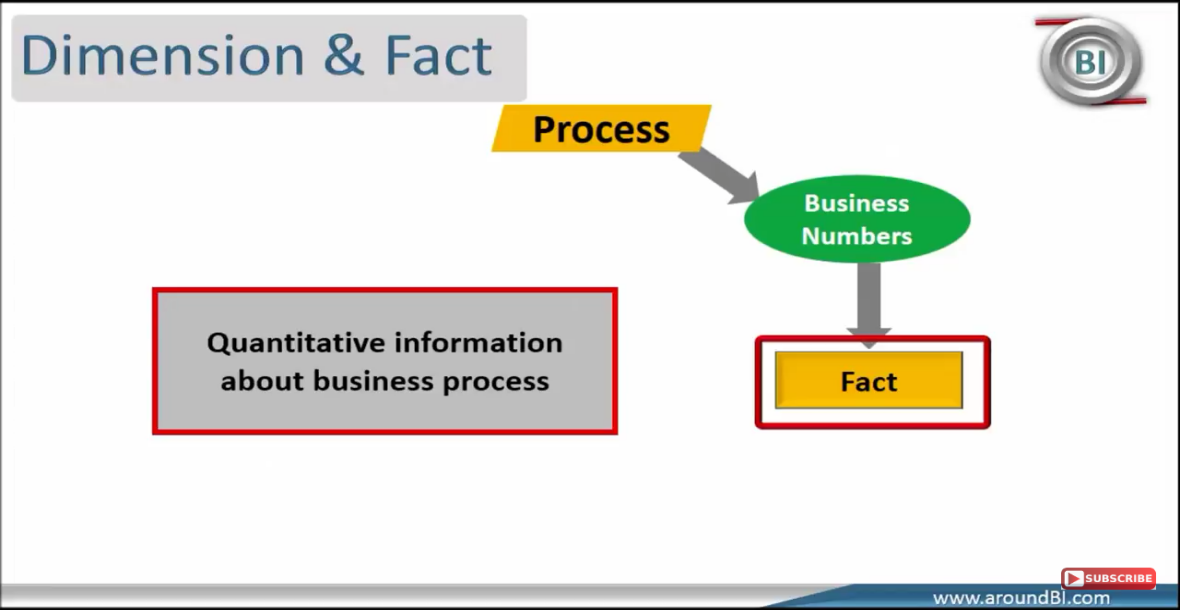 Dimension & Fact
BI
Process
Business
Numbers
Quantitative information
about business process
Fact
SUBSCRIBE
www.aroundBI.com